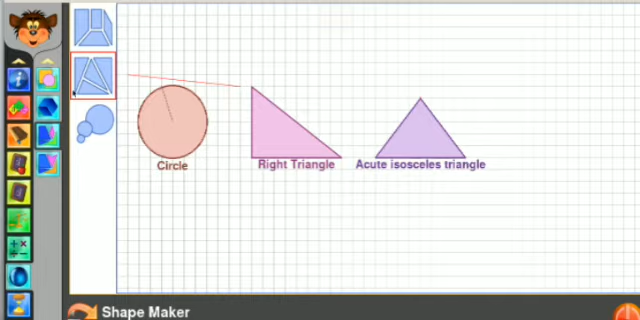 Circle
Right Triangle
Acute isosceles triangle
Shape Maker